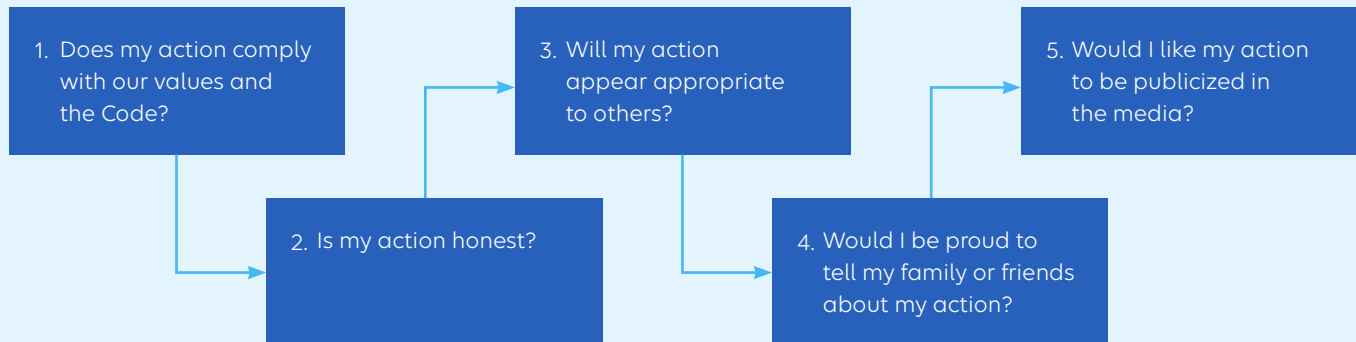 1. Does my action comply
with our values and
the Code?
2. Is my action honest?
3. Will my action
appear appropriate
to others?
4. Would I be proud to
tell my family or friends
about my action?
5. Would I like my action
to be publicized in
the media?